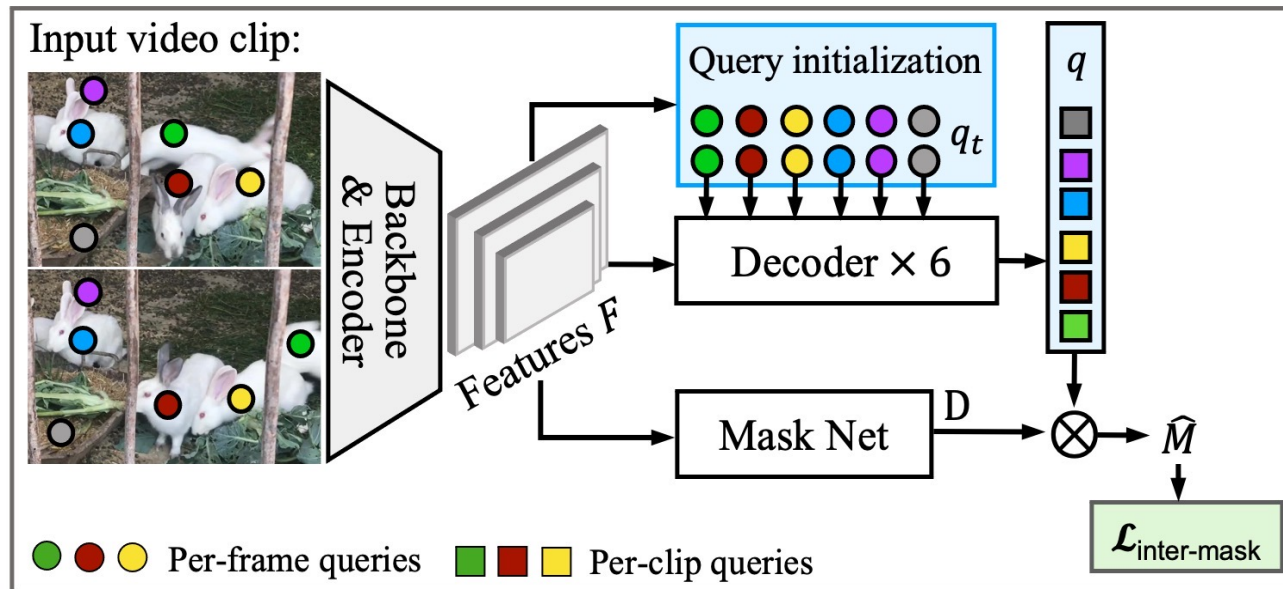 Input video clip:
Backbone
& Encoder
Features F
Query initialization
q_t
Decoder × 6
q
Mask Net
D
⊗
M̂
𝓛inter-mask
Per-frame queries
Per-clip queries